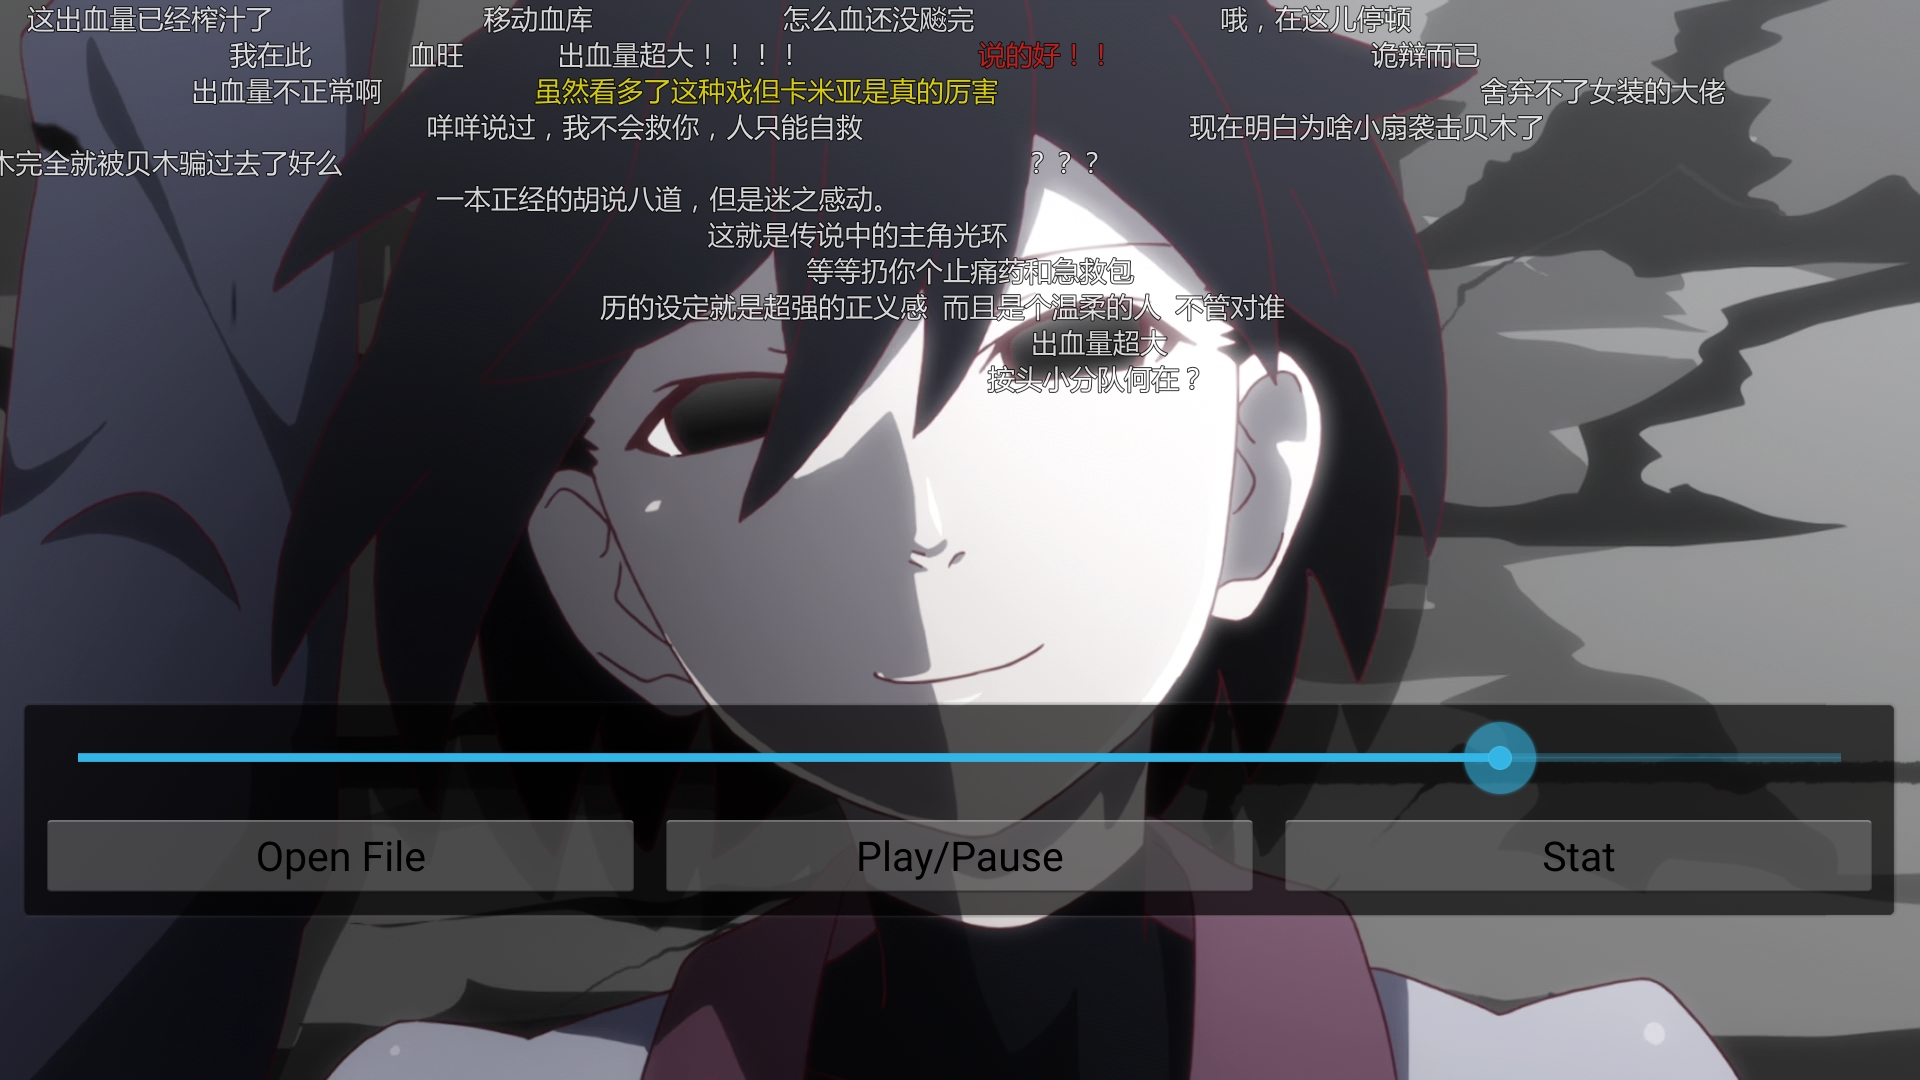 这出血量已经榨汁了 移动血库 怎么血还没飚完 哦，在这儿停顿
我在此 血旺 出血量超大！！！！ 说的好！！ 诡辩而已
出血量不正常啊 虽然看多了这种戏但卡米亚是真的厉害 舍弃不了女装的大佬
咩咩说过，我不会救你，人只能自救 现在明白为啥小扇袭击贝木了
木完全就被贝木骗过去了好么 ？？？
一本正经的胡说八道，但是迷之感动。
这就是传说中的主角光环
等等扔你个止痛药和急救包
历的设定就是超强的正义感 而且是个温柔的人 不管对谁
出血量超大
按头小分队何在？
Open File
Play/Pause
Stat